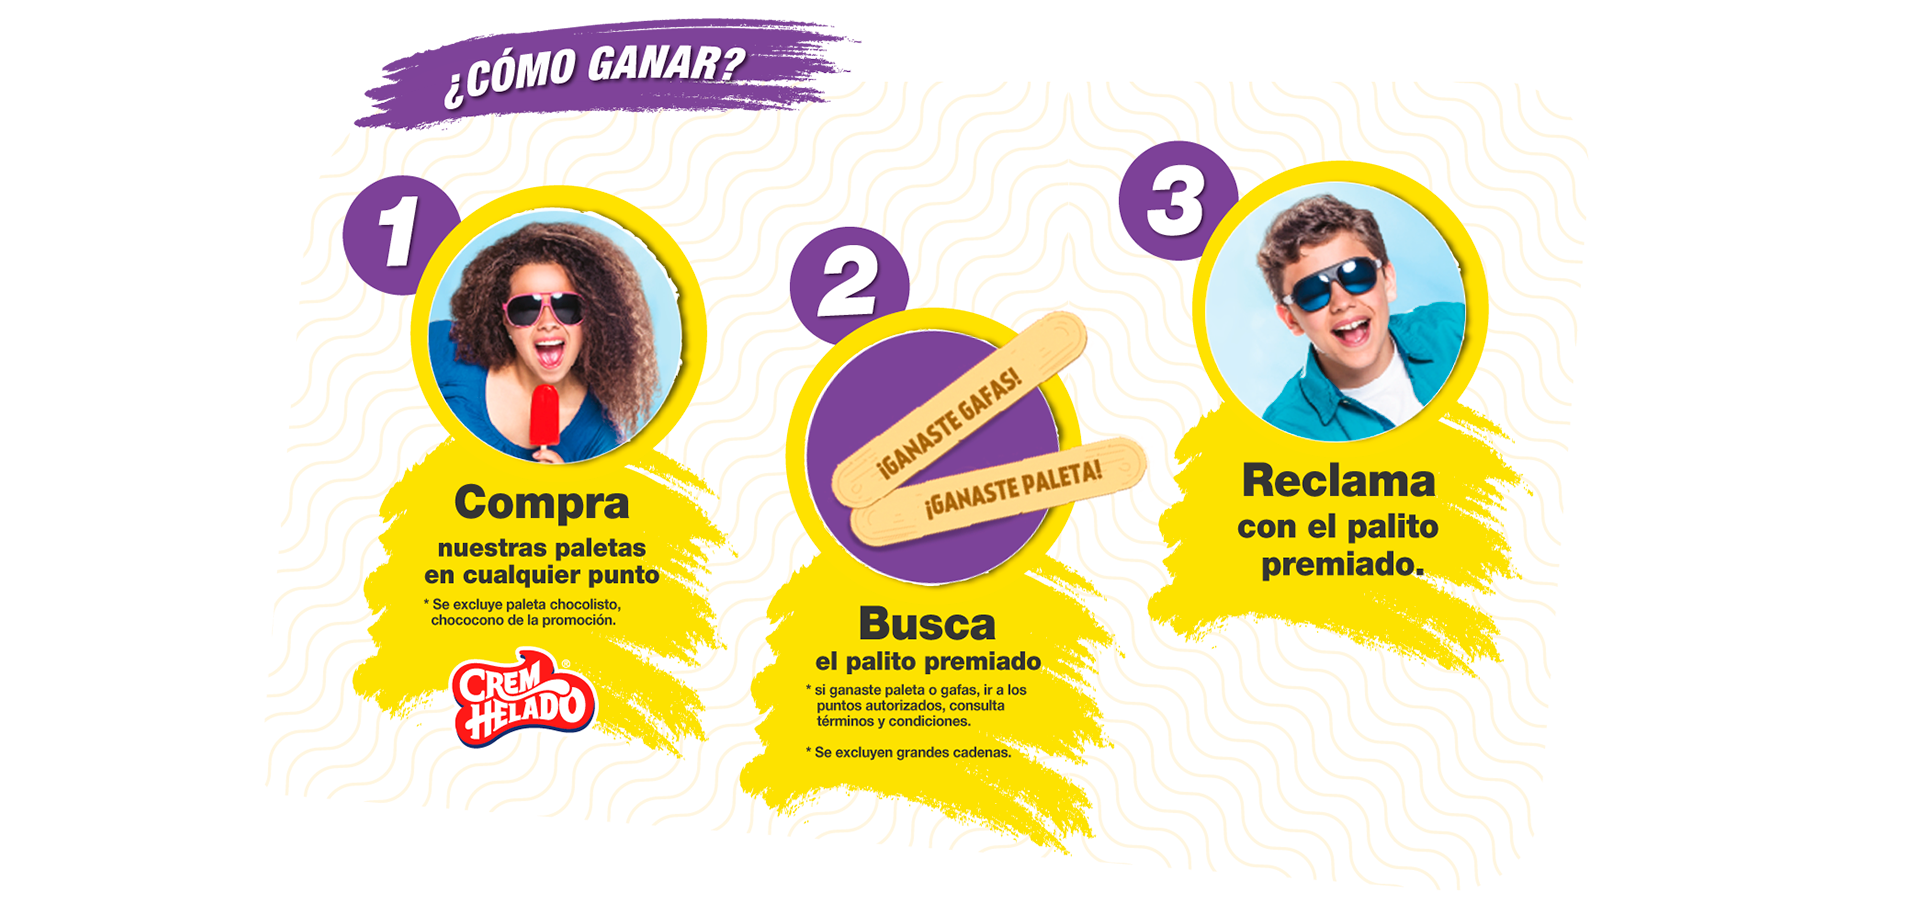 ¿CÓMO GANAR?
1
Compra
nuestras paletas
en cualquier punto
* Se excluye paleta chocolisto,
chococono de la promoción.
CREM
HELADO
®
2
¡GANASTE GAFAS!
¡GANASTE PALETA!
Busca
el palito premiado
* si ganaste paleta o gafas, ir a los
puntos autorizados, consulta
términos y condiciones.
* Se excluyen grandes cadenas.
3
Reclama
con el palito
premiado.